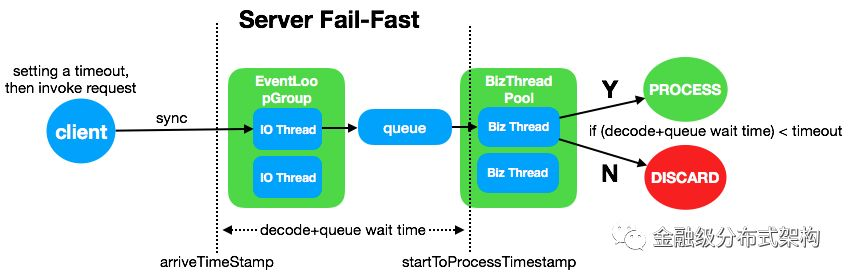 Server Fail-Fast
setting a timeout,
then invoke request
client
sync
EventLoo
pGroup
IO Thread
IO Thread
queue
BizThread
Pool
Biz Thread
Biz Thread
Y
PROCESS
if (decode+queue wait time) < timeout
N
DISCARD
decode+queue wait time
arriveTimeStamp
startToProcessTimestamp
金融级分布式架构